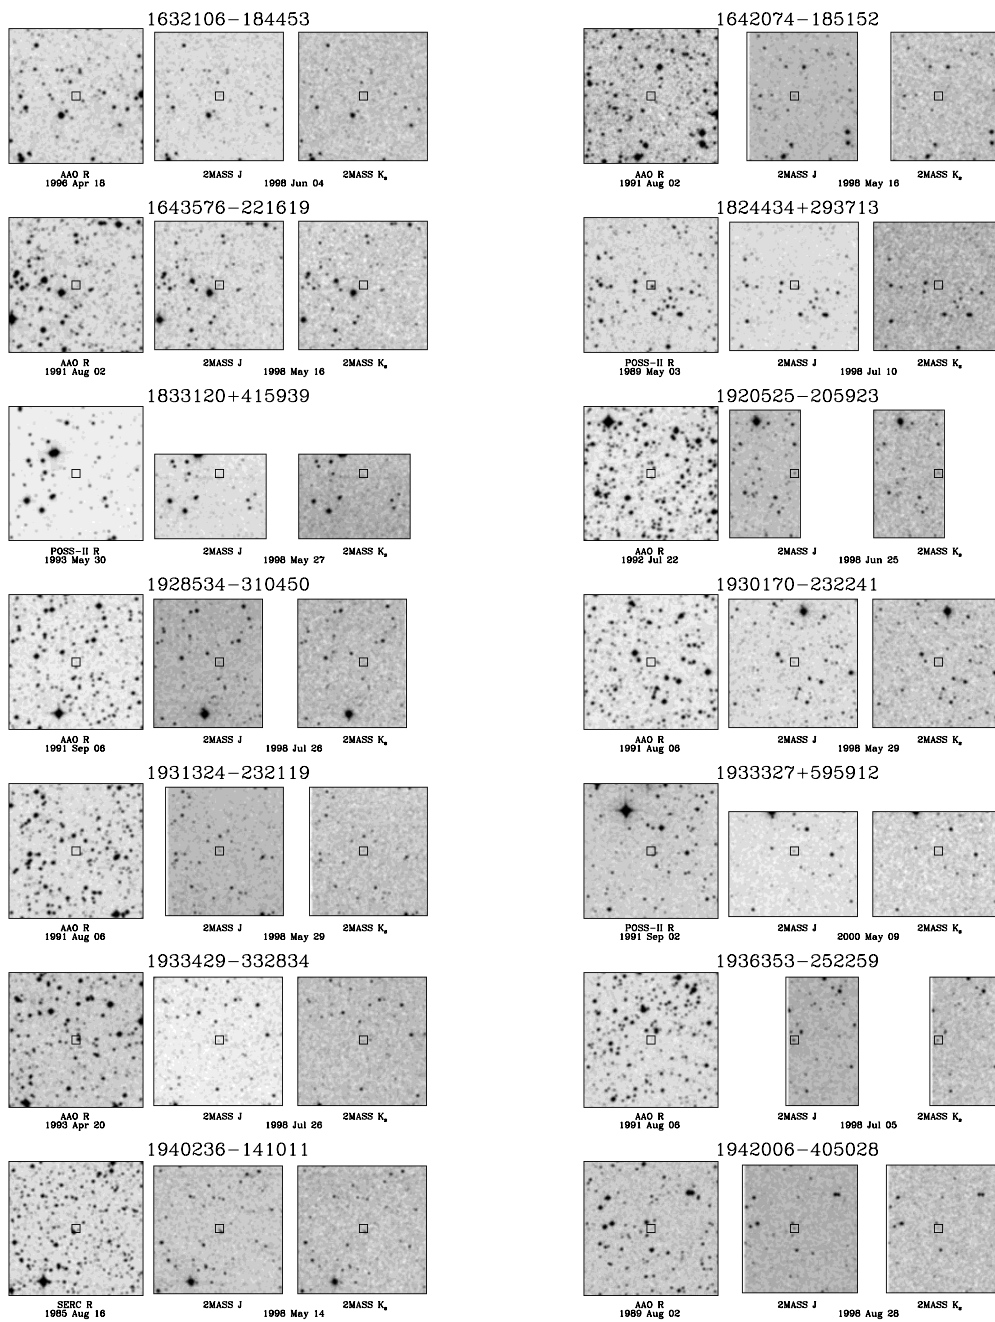 1632106-184453
AAO R
1996 Apr 18
2MASS J
1998 Jun 04
2MASS Ks
1642074-185152
AAO R
1991 Aug 02
2MASS J
1998 May 16
2MASS Ks
1643576-221619
AAO R
1991 Aug 02
2MASS J
1998 May 16
2MASS Ks
1824434+293713
POSS-II R
1989 May 03
2MASS J
1998 Jul 10
2MASS Ks
1833120+415939
POSS-II R
1993 May 30
2MASS J
1998 May 27
2MASS Ks
1920525-205923
AAO R
1992 Jul 22
2MASS J
1998 Jun 25
2MASS Ks
1928534-310450
AAO R
1991 Sep 06
2MASS J
1998 Jul 26
2MASS Ks
1930170-232241
AAO R
1991 Aug 06
2MASS J
1998 May 29
2MASS Ks
1931324-232119
AAO R
1991 Aug 06
2MASS J
1998 May 29
2MASS Ks
1933327+595912
POSS-II R
1991 Sep 02
2MASS J
2000 May 09
2MASS Ks
1933429-332834
AAO R
1993 Apr 20
2MASS J
1998 Jul 26
2MASS Ks
1936353-252259
AAO R
1991 Aug 06
2MASS J
1998 Jul 05
2MASS Ks
1940236-141011
SERC R
1985 Aug 16
2MASS J
1998 May 14
2MASS Ks
1942006-405028
AAO R
1989 Aug 02
2MASS J
1998 Aug 28
2MASS Ks